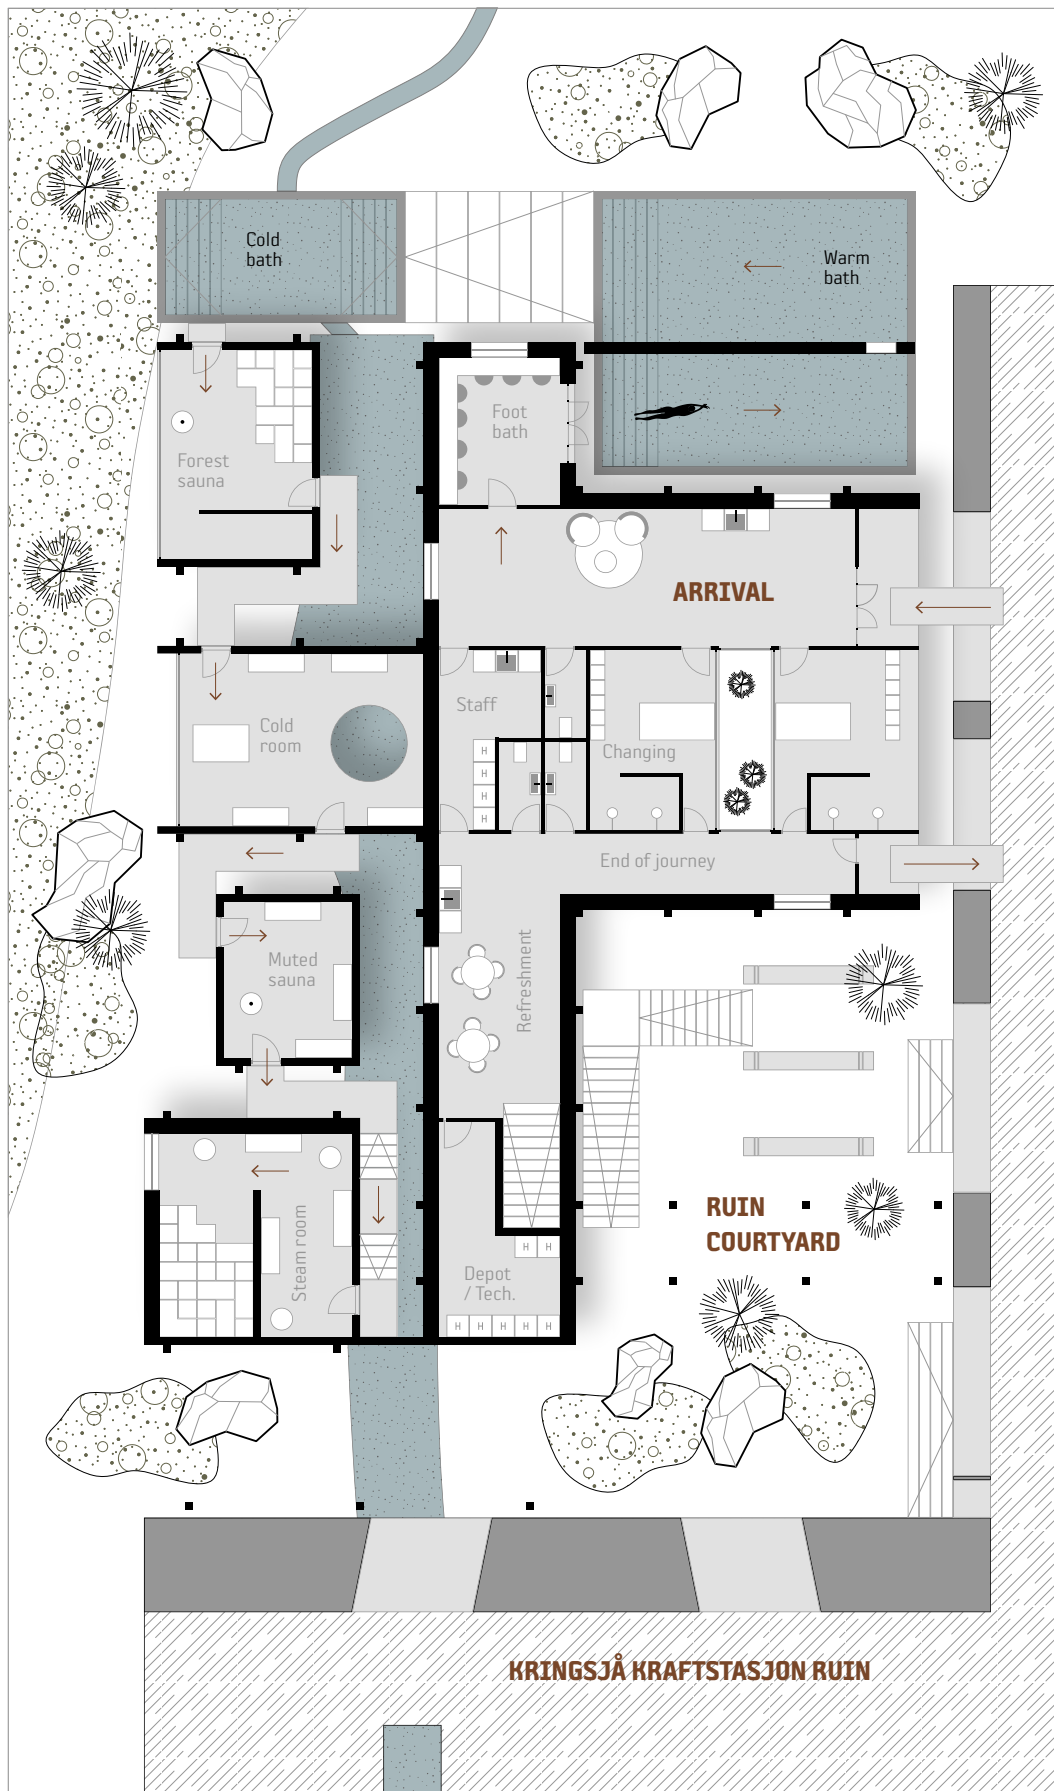 Cold
bath
Warm
bath
Foot
bath
Forest
sauna
ARRIVAL
Staff
Cold
room
Changing
H
H
H
H
End of journey
Refreshment
Muted
sauna
RUIN
COURTYARD
Steam room
H H
Depot
/ Tech.
H H H H H
KRINGSJÅ KRAFTSTASJON RUIN